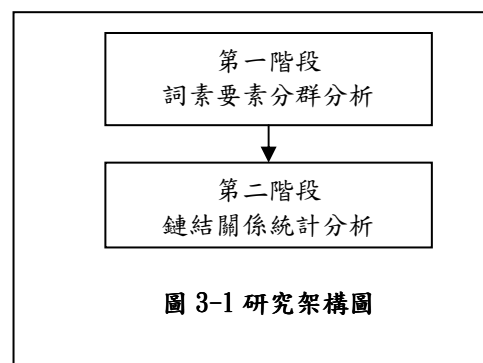 第一階段
詞素要素分群分析
第二階段
鏈結關係統計分析
圖 3-1 研究架構圖